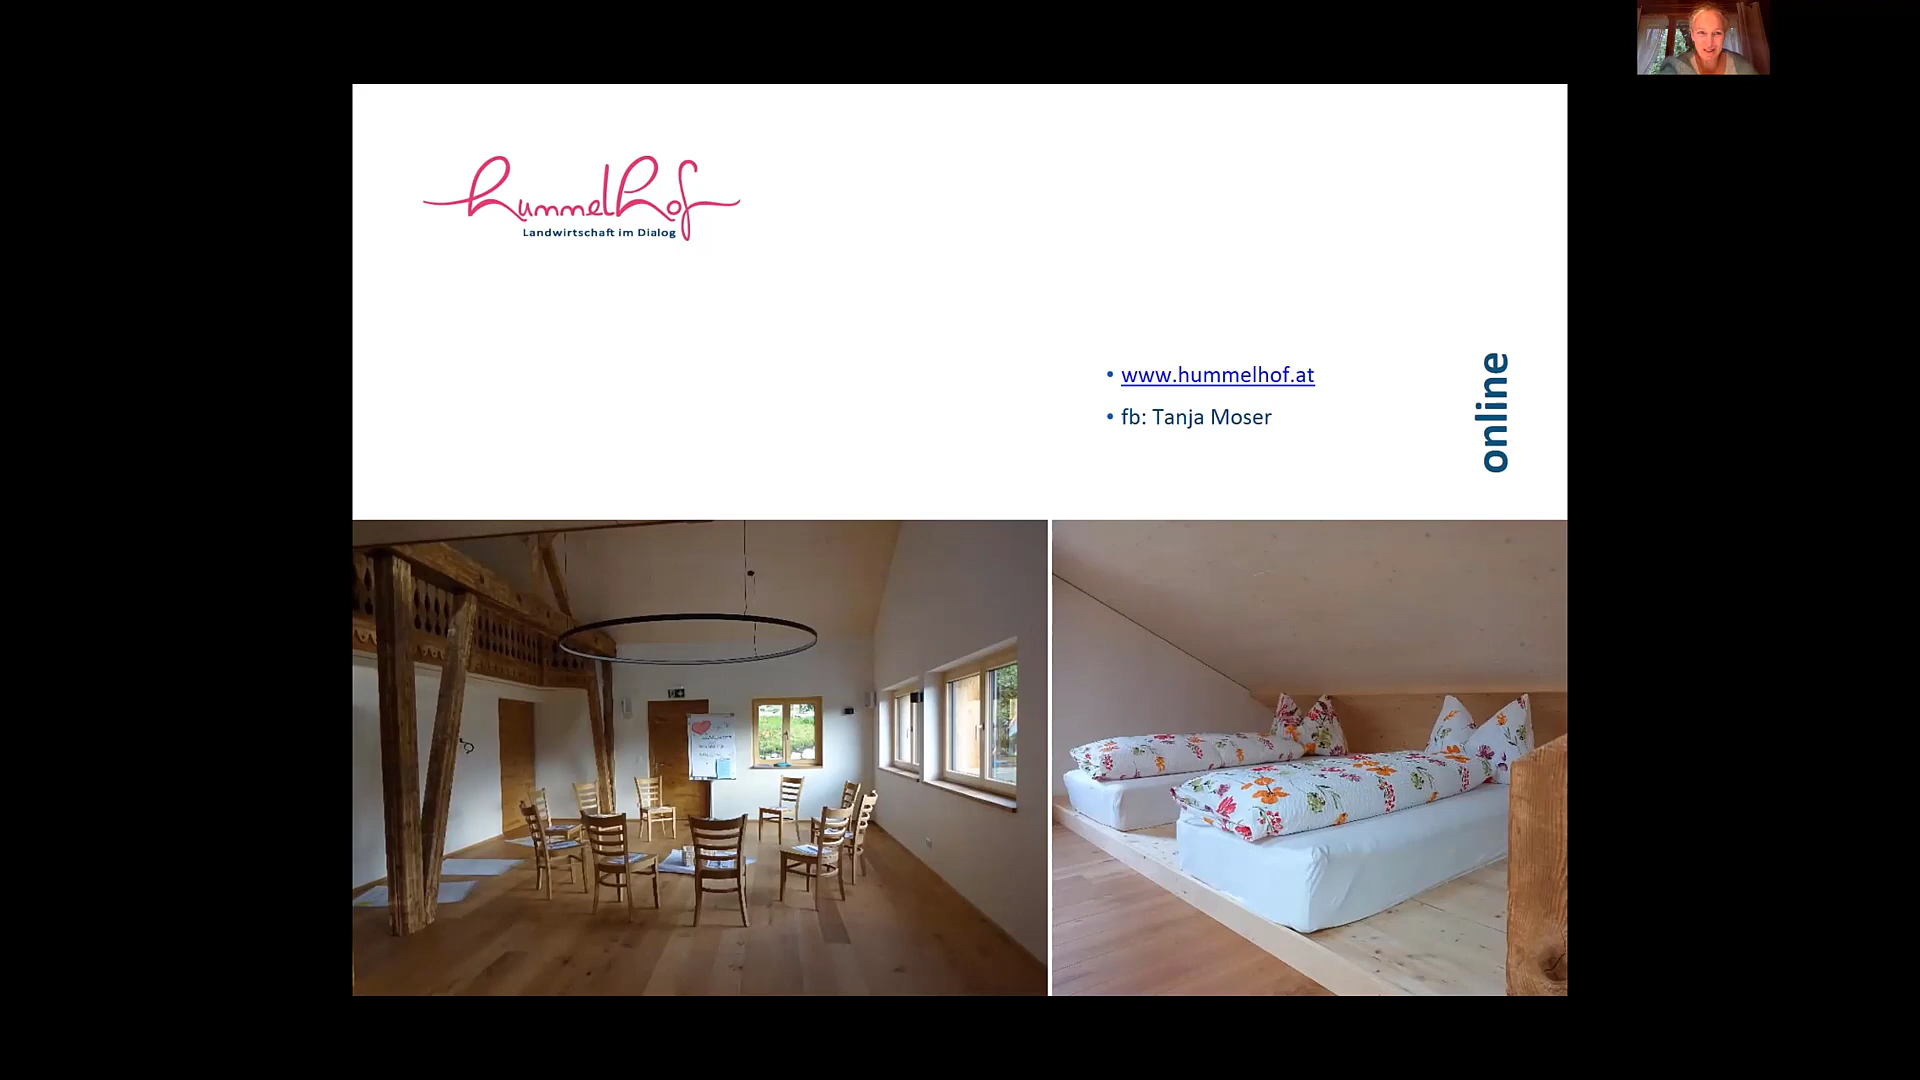 hummelhof
Landwirtschaft im Dialog
• www.hummelhof.at
• fb: Tanja Moser
online